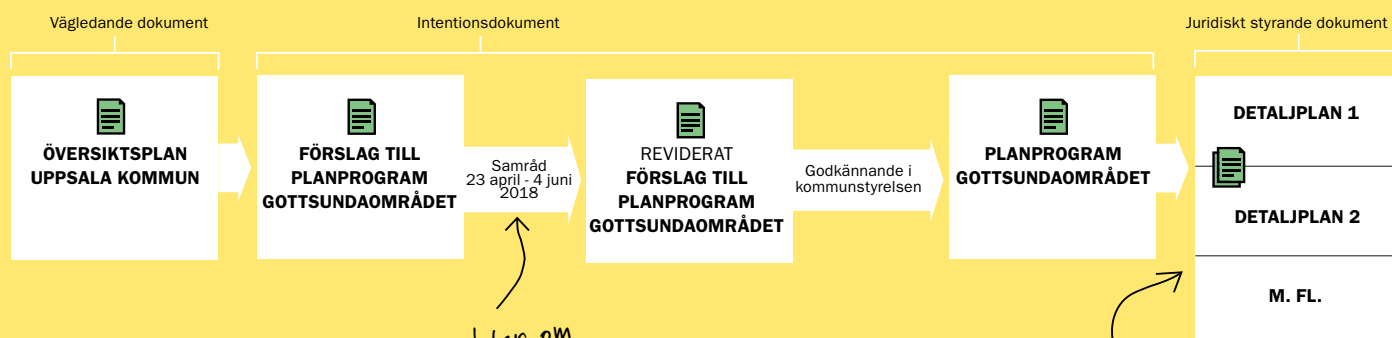 Vägledande dokument
Intentionsdokument
Juridiskt styrande dokument
ÖVERSIKTSPLAN
UPPSALA KOMMUN
FÖRSLAG TILL
PLANPROGRAM
GOTTSUNDAOMRÅDET
Samråd
23 april - 4 juni
2018
REVIDERAT
FÖRSLAG TILL
PLANPROGRAM
GOTTSUNDAOMRÅDET
Godkännande i
kommunstyrelsen
PLANPROGRAM
GOTTSUNDAOMRÅDET
DETALJPLAN 1
DETALJPLAN 2
M. FL.
om